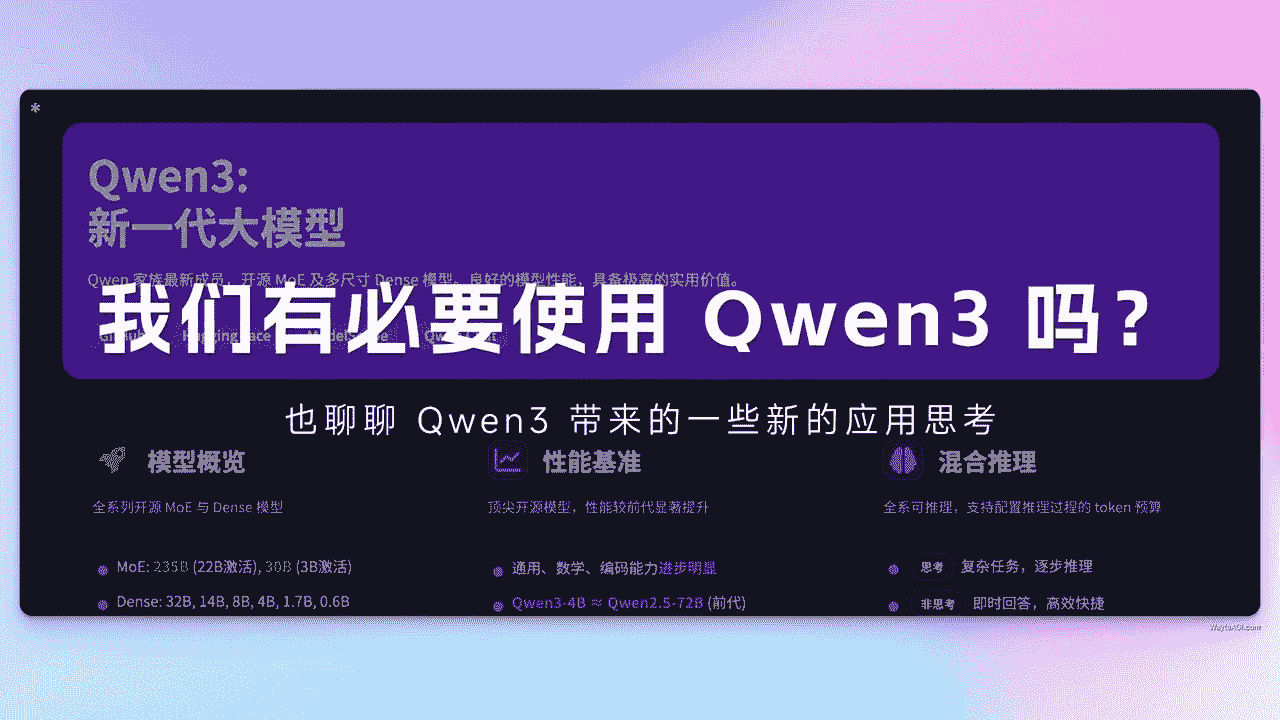 *
Qwen3:
新一代大模型
Qwen 家族最新成员，开源 MoE 及多尺寸 Dense 模型。良好的模型性能，具备极高的实用价值。
我们有必要使用 Qwen3 吗？
也聊聊 Qwen3 带来的一些新的应用思考
模型概览
全系列开源 MoE 与 Dense 模型
MoE: 235B (22B激活), 30B (3B激活)
Dense: 32B, 14B, 8B, 4B, 1.7B, 0.6B
性能基准
顶尖开源模型，性能较前代显著提升
通用、数学、编码能力进步明显
Qwen3-4B ≈ Qwen2.5-72B (前代)
混合推理
全系可推理，支持配置推理过程的 token 预算
思考 复杂任务，逐步推理
非思考 即时回答，高效快捷
WaytoAGI.com